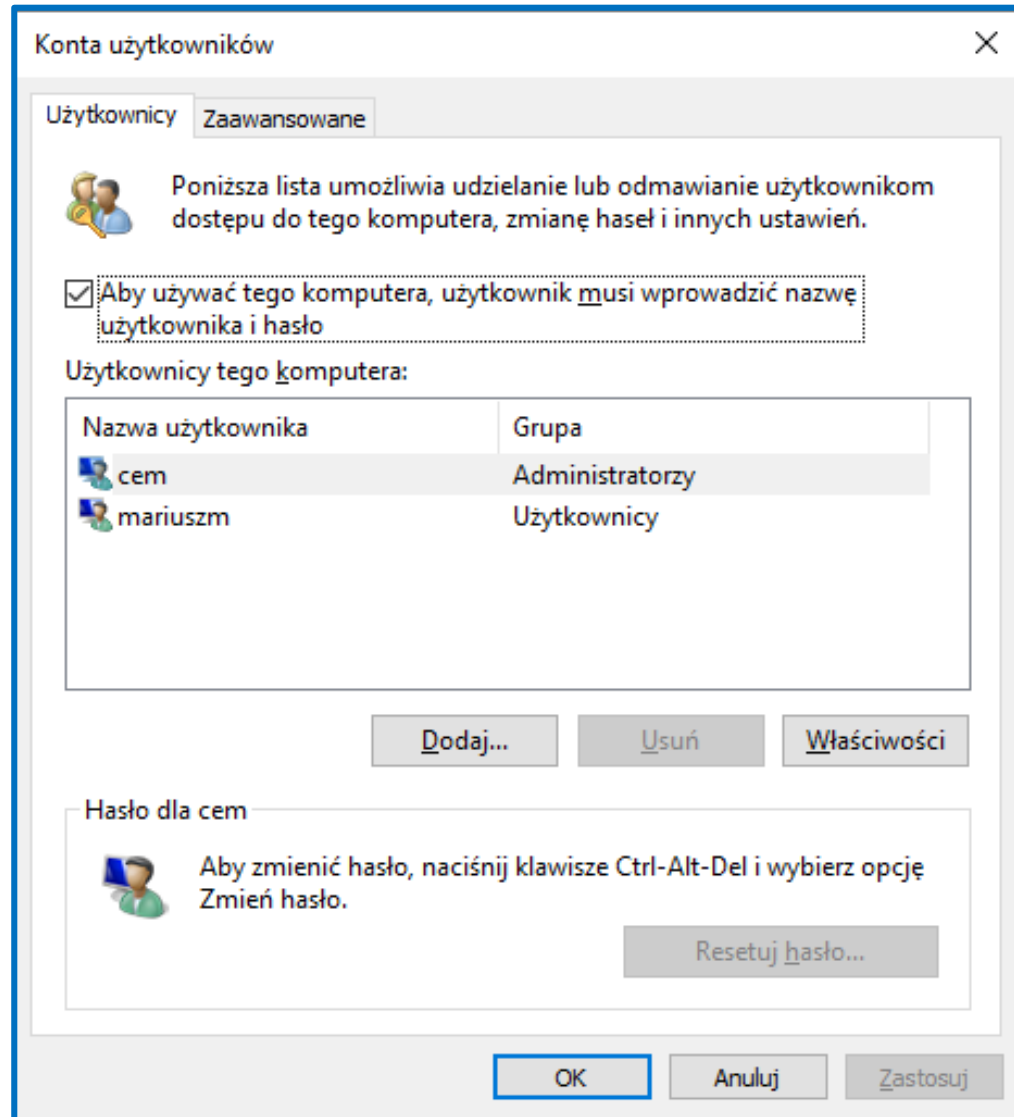 Konta użytkowników
Użytkownicy
Zaawansowane
Poniższa lista umożliwia udzielanie lub odmawianie użytkownikom
dostępu do tego komputera, zmianę haseł i innych ustawień.
Aby używać tego komputera, użytkownik musi wprowadzić nazwę
użytkownika i hasło
Użytkownicy tego komputera:
Nazwa użytkownika Grupa
cem Administratorzy
mariuszm Użytkownicy
Dodaj... Usuń Właściwości
Hasło dla cem
Aby zmienić hasło, naciśnij klawisze Ctrl-Alt-Del i wybierz opcję
Zmień hasło.
Resetuj hasło...
OK Anuluj Zastosuj